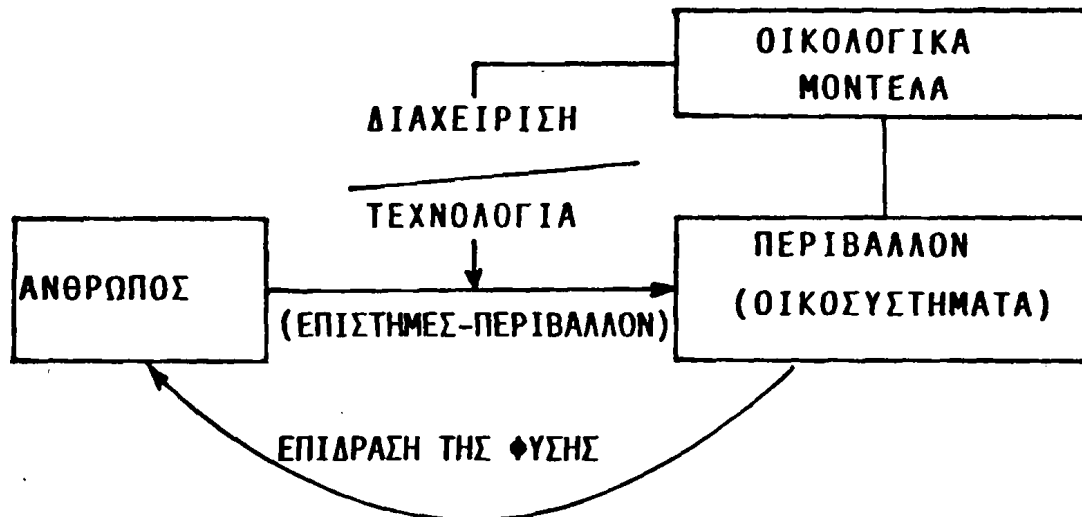 ΟΙΚΟΛΟΓΙΚΑ
ΜΟΝΤΕΛΑ
ΔΙΑΧΕΙΡΙΣΗ
ΤΕΧΝΟΛΟΓΙΑ
ΑΝΘΡΩΠΟΣ
ΠΕΡΙΒΑΛΛΟΝ
(ΟΙΚΟΣΥΣΤΗΜΑΤΑ)
(ΕΠΙΣΤΗΜΕΣ-ΠΕΡΙΒΑΛΛΟΝ)
ΕΠΙΔΡΑΣΗ ΤΗΣ ΦΥΣΗΣ